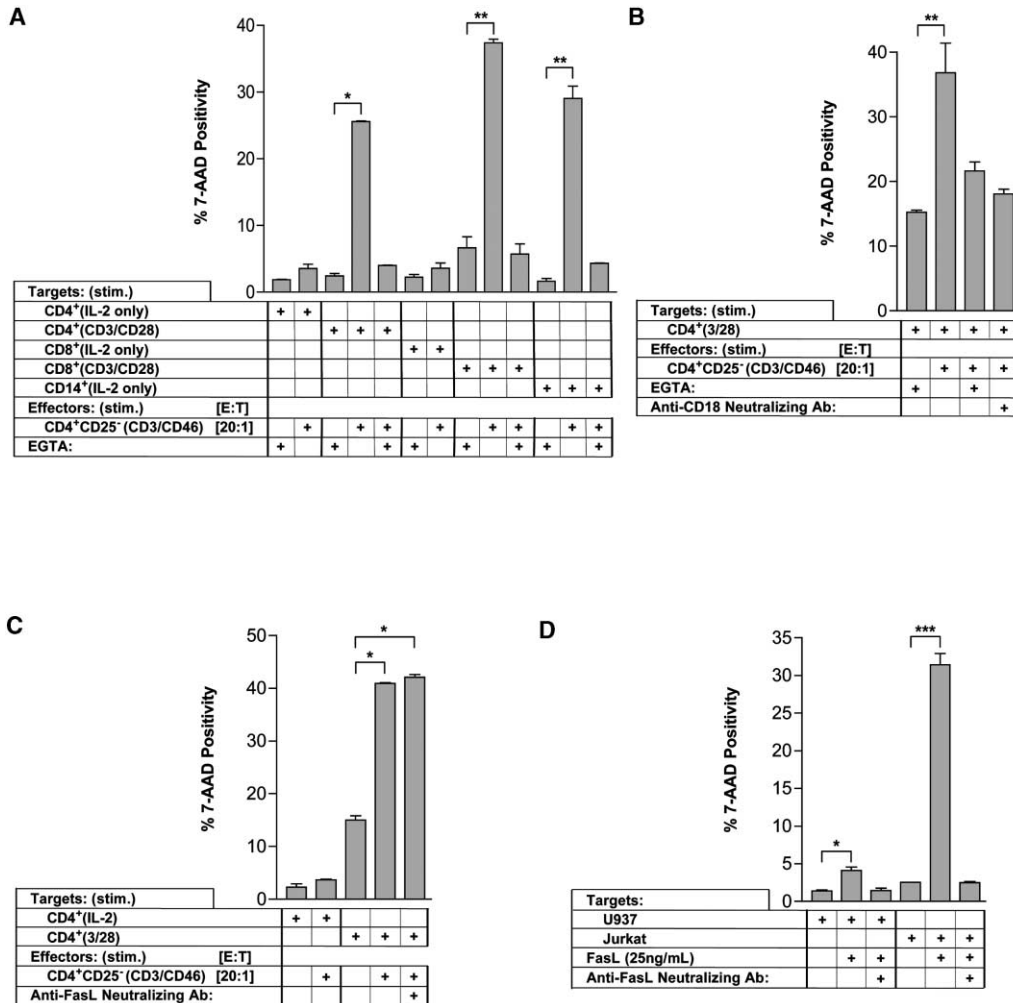 A
% 7-AAD Positivity
40
30
20
10
0
*
**
**
Targets: (stim.)
CD4⁺(IL-2 only) + +
CD4⁺(CD3/CD28) + + +
CD8⁺(IL-2 only) + +
CD8⁺(CD3/CD28) + + +
CD14⁺(IL-2 only) + + +
Effectors: (stim.) [E:T]
CD4⁺CD25⁻(CD3/CD46) [20:1] + + + + + + + +
EGTA: + + + + + + + +
B
% 7-AAD Positivity
40
30
20
10
0
**
Targets: (stim.)
CD4⁺(3/28) + + + +
Effectors: (stim.) [E:T]
CD4⁺CD25⁻(CD3/CD46) [20:1] + + +
EGTA: + +
Anti-CD18 Neutralizing Ab: +
C
% 7-AAD Positivity
50
40
30
20
10
0
*
*
Targets: (stim.)
CD4⁺(IL-2) + +
CD4⁺(3/28) + + +
Effectors: (stim.) [E:T]
CD4⁺CD25⁻(CD3/CD46) [20:1] + + +
Anti-FasL Neutralizing Ab: +
D
% 7-AAD Positivity
35
30
25
20
15
10
5
0
*
***
Targets:
U937 + + +
Jurkat + + +
FasL (25ng/mL) + + + +
Anti-FasL Neutralizing Ab: + +